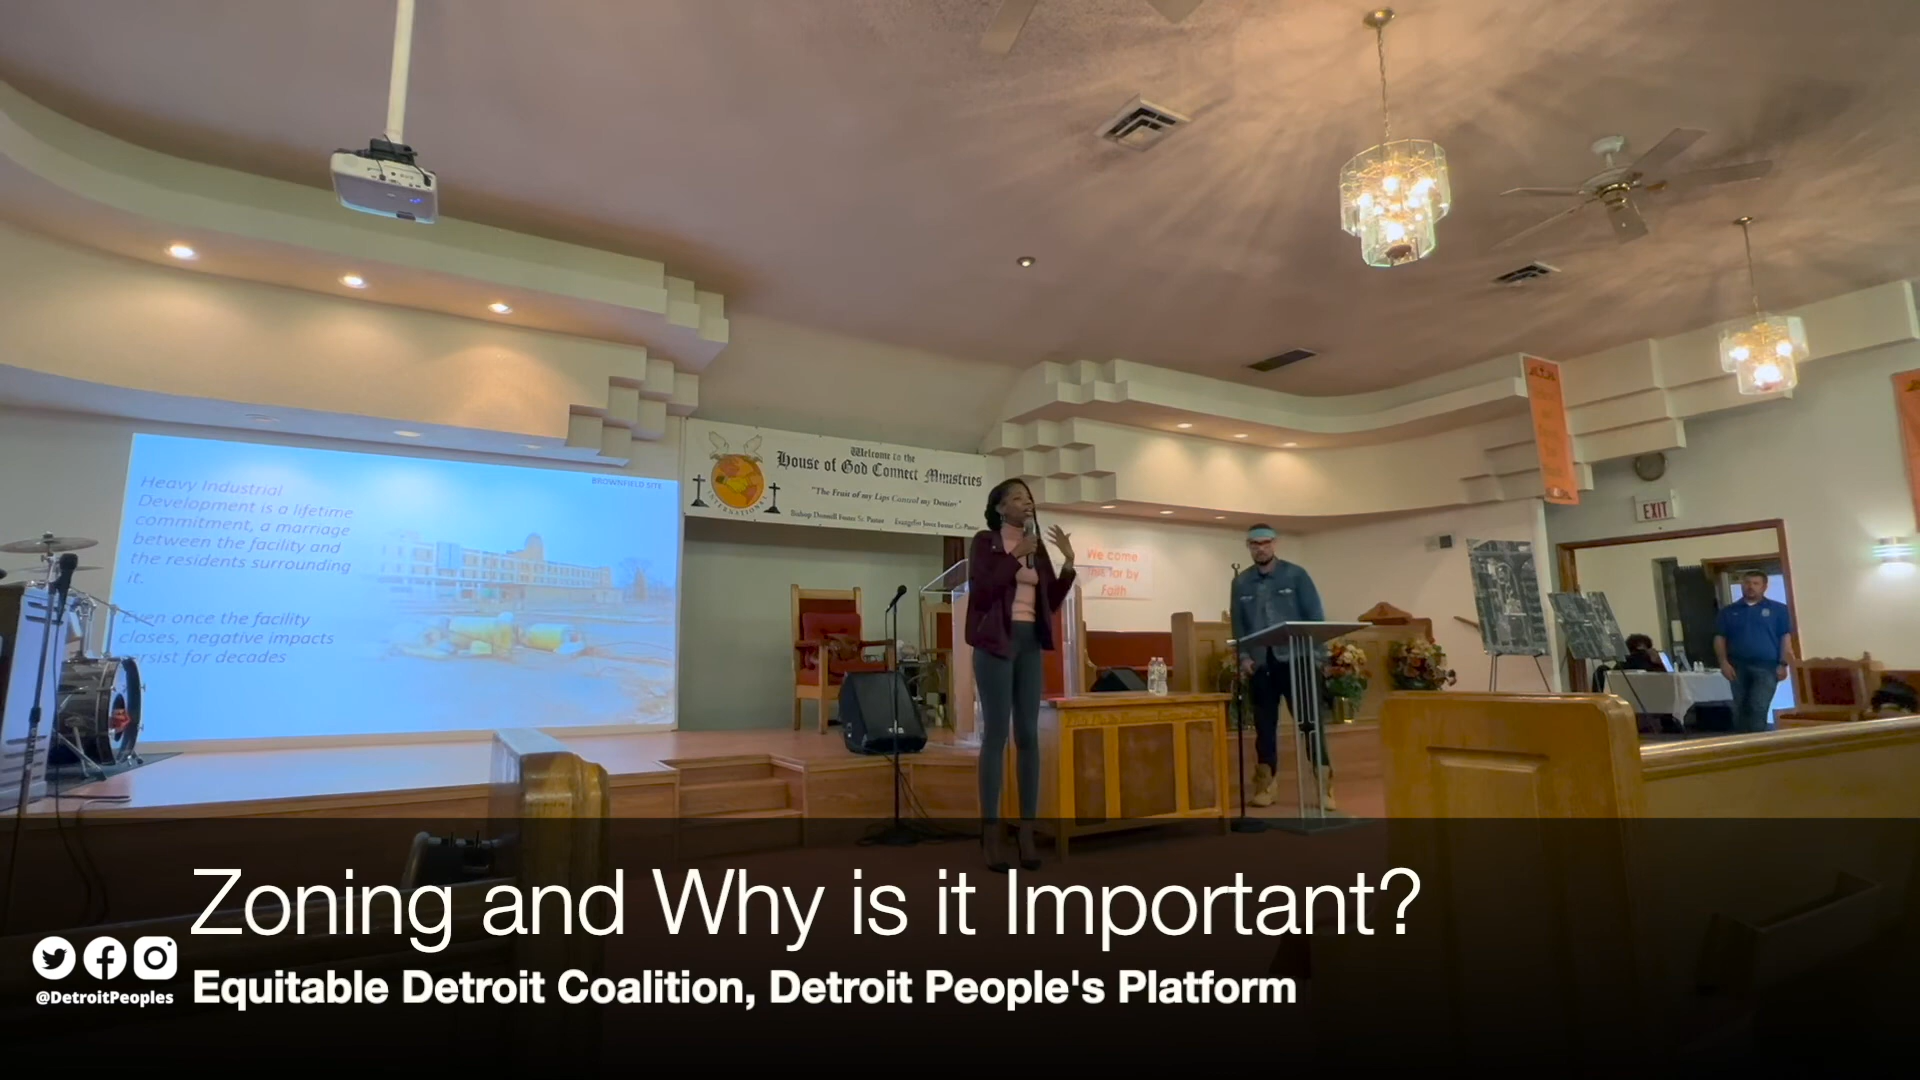 BROWNFIELD SITE
Heavy Industrial
Development is a lifetime
commitment, a marriage
between the facility and
the residents surrounding
it.
Even once the facility
closes, negative impacts
persist for decades
Welcome to the
House of God Connect Ministries
"The Fruit of my Lips Control my Destiny"
INTERNATIONAL
We come
this far by
Faith
EXIT
Zoning and Why is it Important?
@DetroitPeoples
Equitable Detroit Coalition, Detroit People's Platform